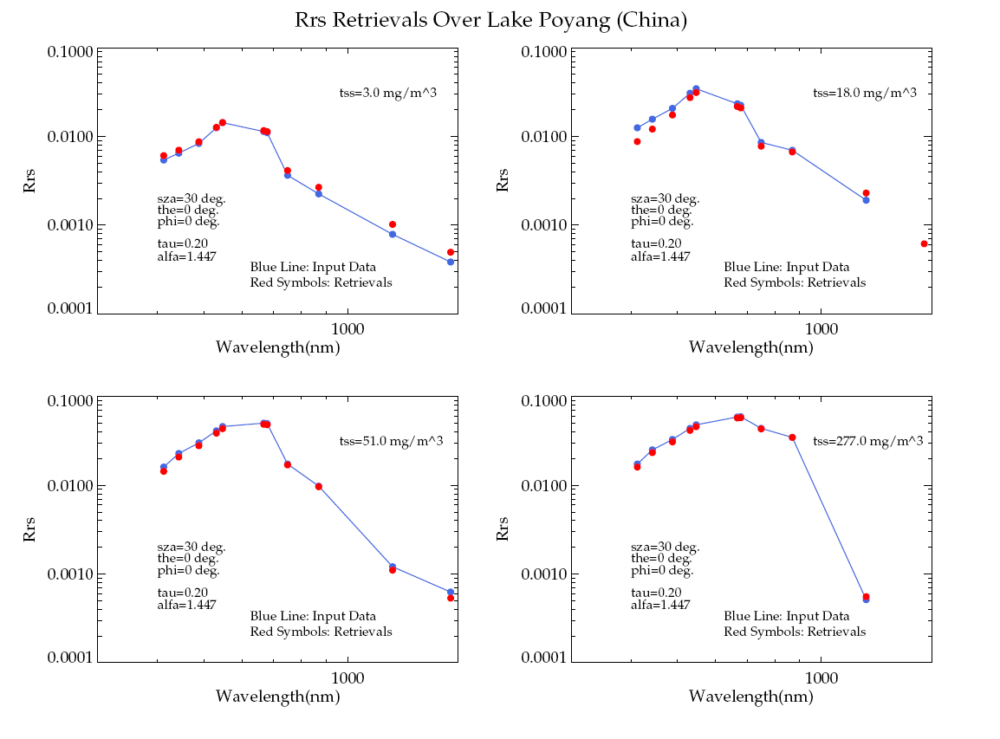 Rrs Retrievals Over Lake Poyang (China)
0.1000
0.0100
0.0010
0.0001
Rrs
tss=3.0 mg/m^3
sza=30 deg.
the=0 deg.
phi=0 deg.
tau=0.20
alfa=1.447
Blue Line: Input Data
Red Symbols: Retrievals
1000
Wavelength(nm)
0.1000
0.0100
0.0010
0.0001
Rrs
tss=18.0 mg/m^3
sza=30 deg.
the=0 deg.
phi=0 deg.
tau=0.20
alfa=1.447
Blue Line: Input Data
Red Symbols: Retrievals
1000
Wavelength(nm)
0.1000
0.0100
0.0010
0.0001
Rrs
tss=51.0 mg/m^3
sza=30 deg.
the=0 deg.
phi=0 deg.
tau=0.20
alfa=1.447
Blue Line: Input Data
Red Symbols: Retrievals
1000
Wavelength(nm)
0.1000
0.0100
0.0010
0.0001
Rrs
tss=277.0 mg/m^3
sza=30 deg.
the=0 deg.
phi=0 deg.
tau=0.20
alfa=1.447
Blue Line: Input Data
Red Symbols: Retrievals
1000
Wavelength(nm)